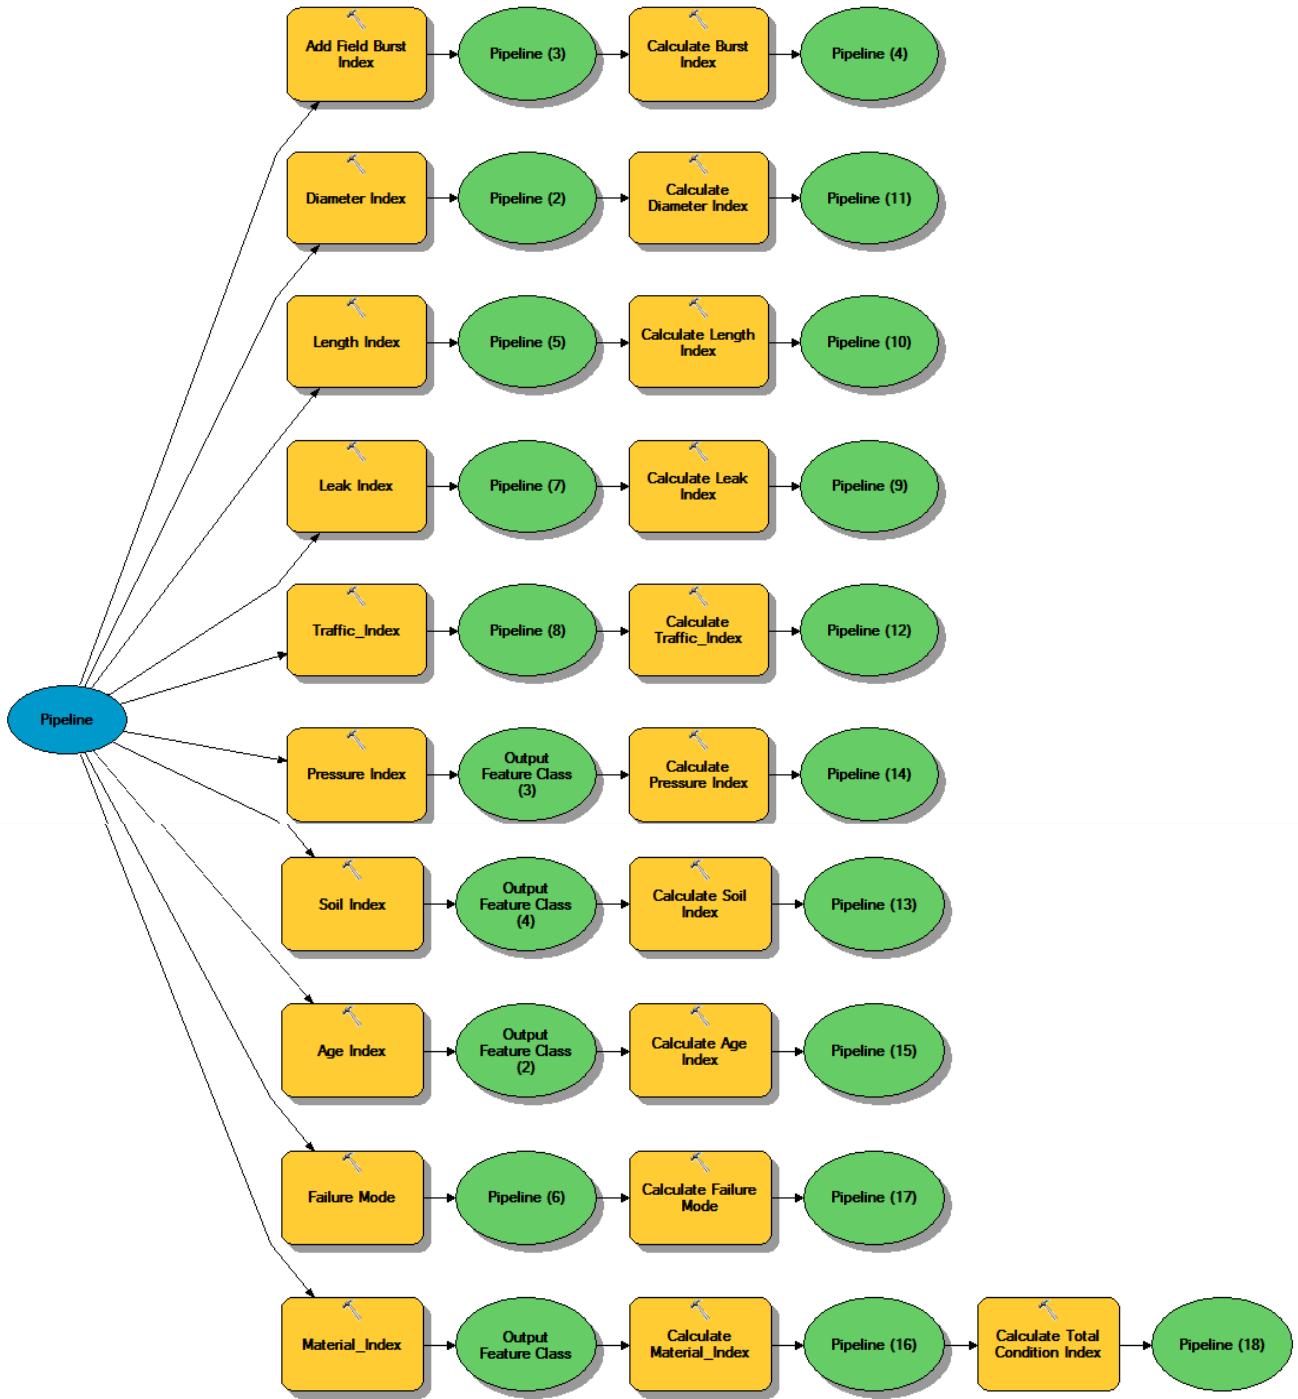 Add Field Burst
Index
Pipeline (3)
Calculate Burst
Index
Pipeline (4)
Diameter Index
Pipeline (2)
Calculate
Diameter Index
Pipeline (11)
Length Index
Pipeline (5)
Calculate Length
Index
Pipeline (10)
Leak Index
Pipeline (7)
Calculate Leak
Index
Pipeline (9)
Traffic_Index
Pipeline (8)
Calculate
Traffic_Index
Pipeline (12)
Pipeline
Pressure Index
Output
Feature Class
(3)
Calculate
Pressure Index
Pipeline (14)
Soil Index
Output
Feature Class
(4)
Calculate Soil
Index
Pipeline (13)
Age Index
Output
Feature Class
(2)
Calculate Age
Index
Pipeline (15)
Failure Mode
Pipeline (6)
Calculate Failure
Mode
Pipeline (17)
Material_Index
Output
Feature Class
Calculate
Material_Index
Pipeline (16)
Calculate Total
Condition Index
Pipeline (18)